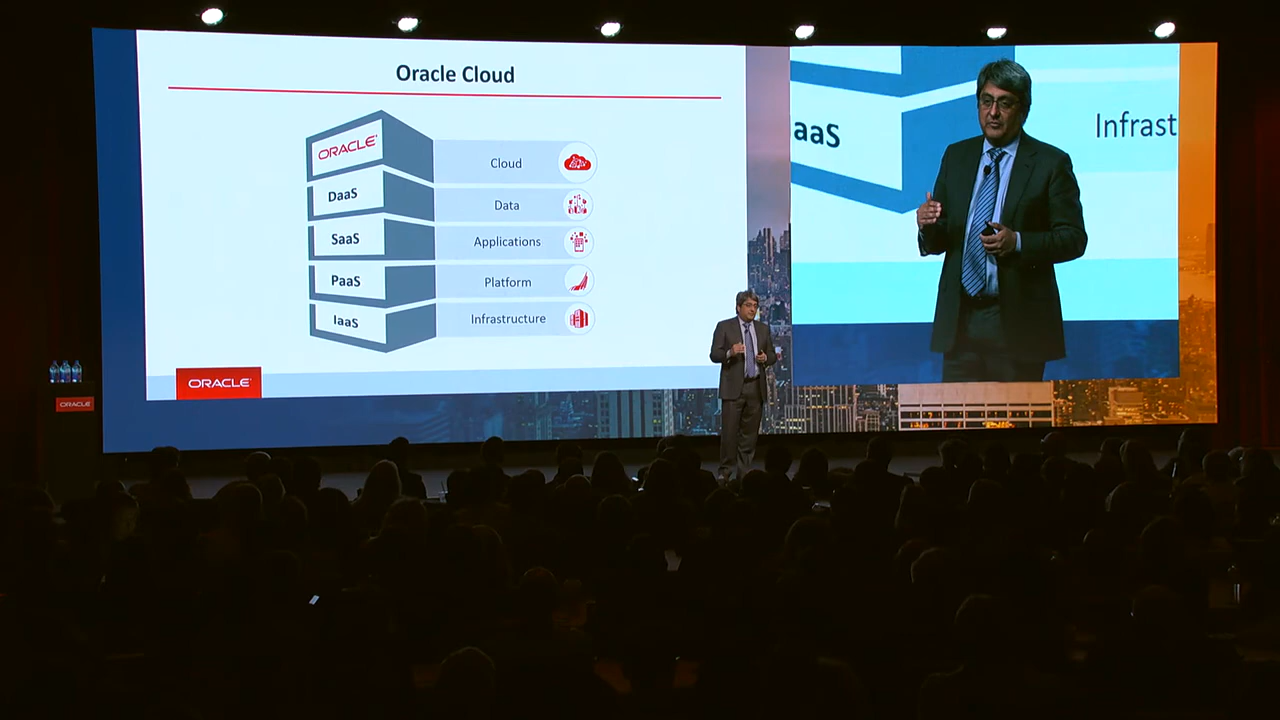 Oracle Cloud
ORACLE
Cloud
DaaS
Data
SaaS
Applications
PaaS
Platform
IaaS
Infrastructure
ORACLE
aaS
Infrast
ORACLE